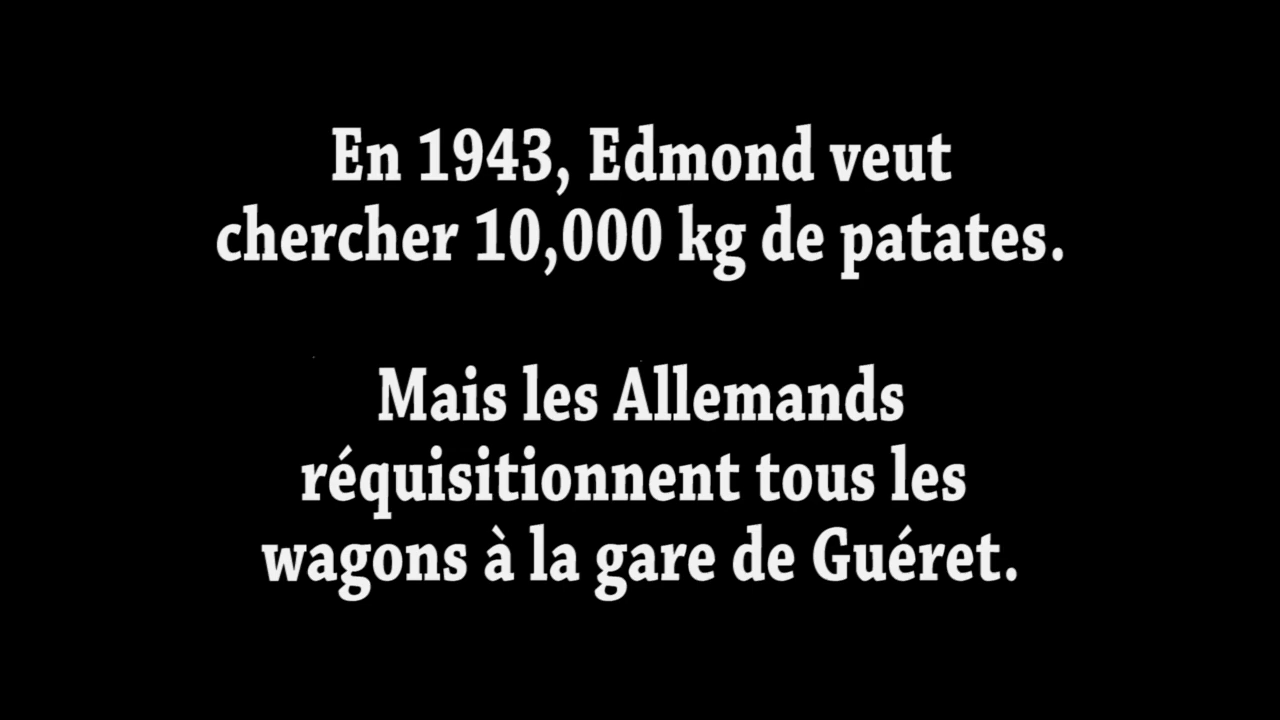 En 1943, Edmond veut
chercher 10,000 kg de patates.
Mais les Allemands
réquisitionnent tous les
wagons à la gare de Guéret.